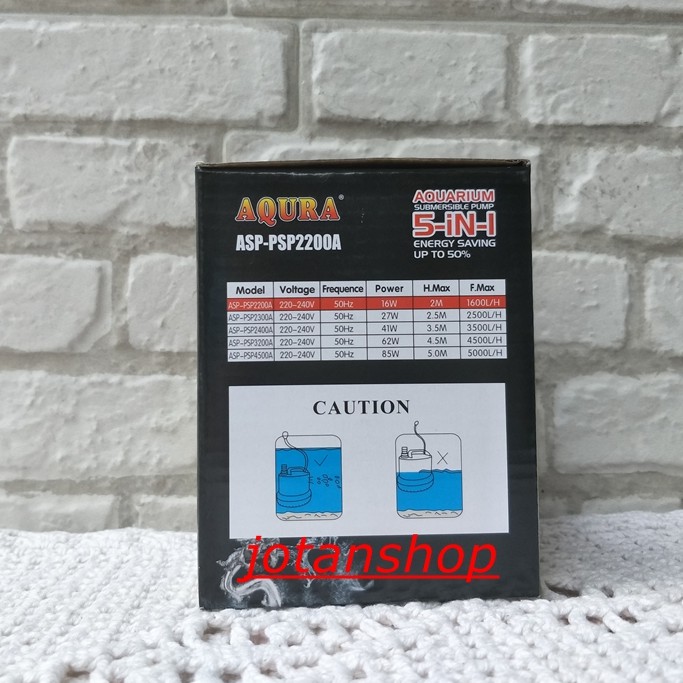 AQURA®
ASP-PSP2200A
AQUARIUM
SUBMERSIBLE PUMP
5-iN-I
ENERGY SAVING
UP TO 50%
Model Voltage Frequence Power H.Max F.Max
ASP-PSP2200A 220-240V 50Hz 16W 2M 1600L/H
ASP-PSP2300A 220-240V 50Hz 27W 2.5M 2500L/H
ASP-PSP2400A 220-240V 50Hz 41W 3.5M 3500L/H
ASP-PSP3200A 220-240V 50Hz 62W 4.5M 4500L/H
ASP-PSP4500A 220-240V 50Hz 85W 5.0M 5000L/H
CAUTION
jotanshop